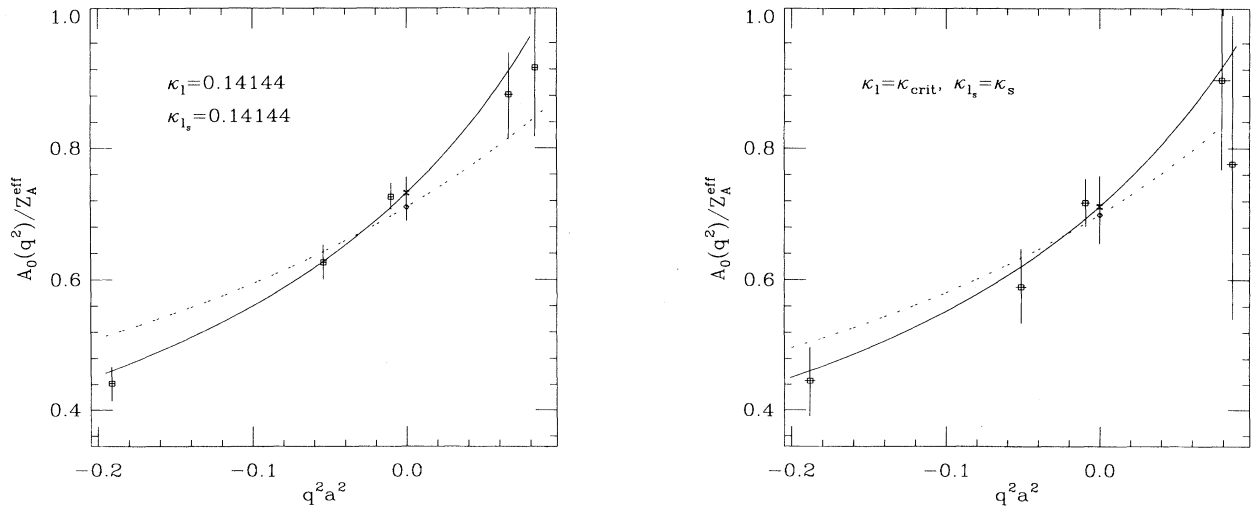 1.0
0.8
0.6
0.4
A₀(q²)/Z_A^eff
κ_l=0.14144
κ_{l_s}=0.14144
−0.2
−0.1
0.0
q²a²
1.0
0.8
0.6
0.4
A₀(q²)/Z_A^eff
κ_l=κ_crit, κ_{l_s}=κ_s
−0.2
−0.1
0.0
q²a²